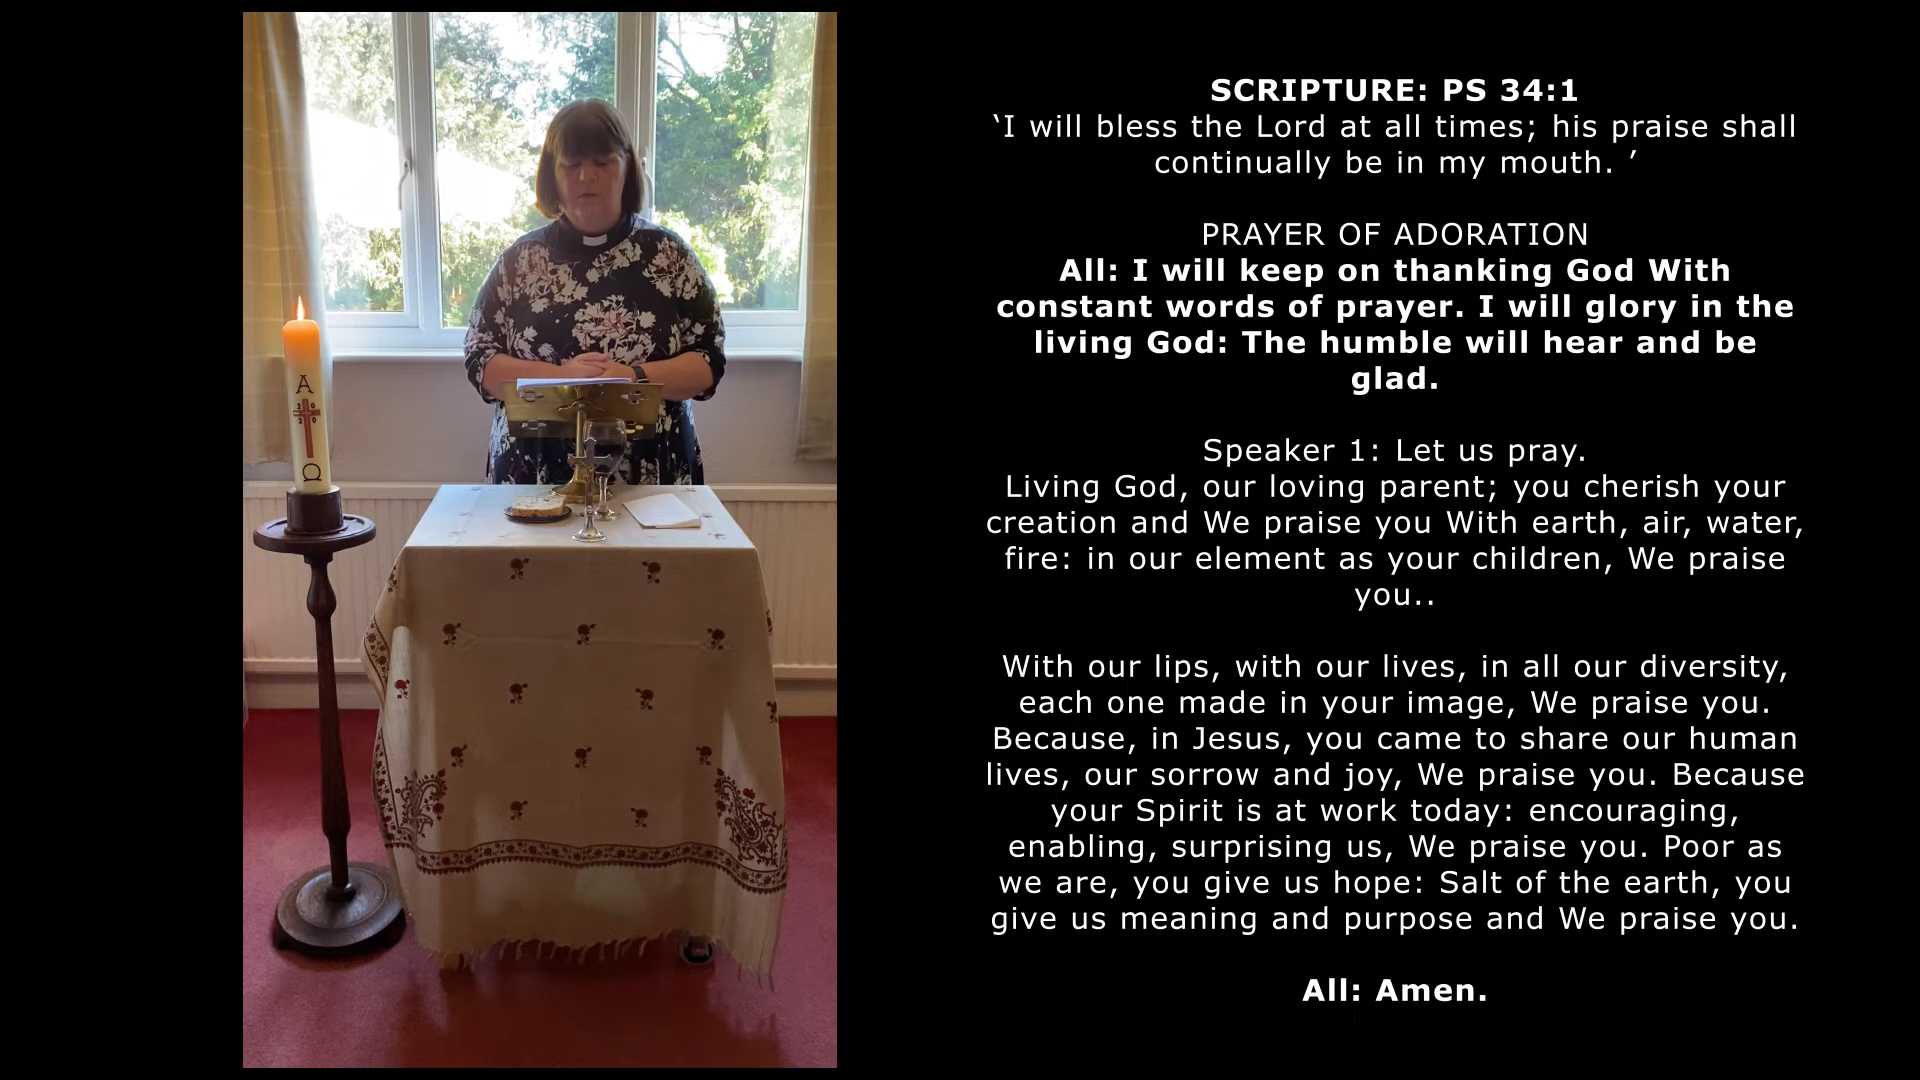 A
20
20
Ω
SCRIPTURE: PS 34:1
‘I will bless the Lord at all times; his praise shall
continually be in my mouth. ’
PRAYER OF ADORATION
All: I will keep on thanking God With
constant words of prayer. I will glory in the
living God: The humble will hear and be
glad.
Speaker 1: Let us pray.
Living God, our loving parent; you cherish your
creation and We praise you With earth, air, water,
fire: in our element as your children, We praise
you..
With our lips, with our lives, in all our diversity,
each one made in your image, We praise you.
Because, in Jesus, you came to share our human
lives, our sorrow and joy, We praise you. Because
your Spirit is at work today: encouraging,
enabling, surprising us, We praise you. Poor as
we are, you give us hope: Salt of the earth, you
give us meaning and purpose and We praise you.
All: Amen.